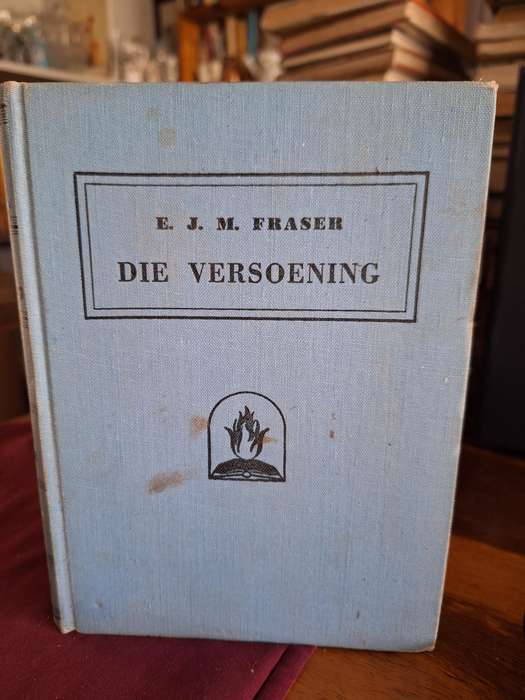 E. J. M. FRASER
DIE VERSOENING